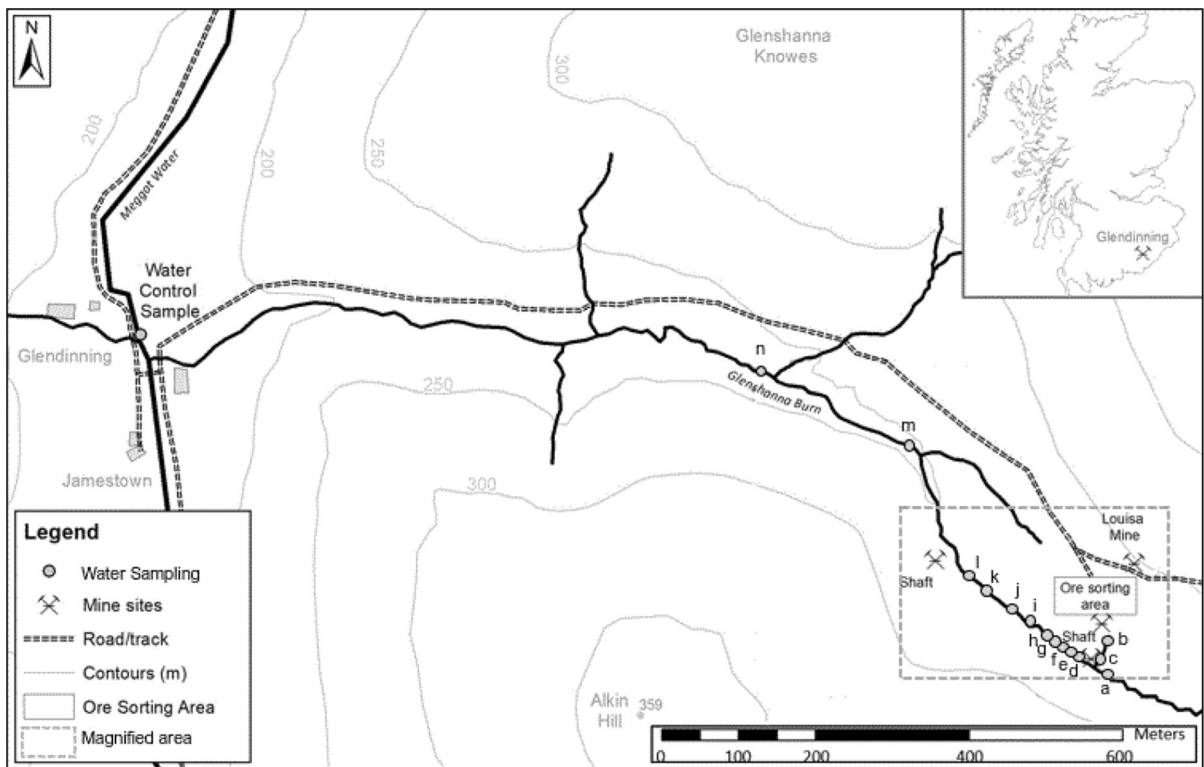 N
Glenshanna
Knowes
300
200
250
200
Meggot Water
Glendinning
Water
Control
Sample
Glendinning
n
Glenshanna Burn
250
m
Jamestown
300
Louisa
Mine
Legend
Water Sampling
Mine sites
Road/track
Contours (m)
Ore Sorting Area
Magnified area
Shaft
l
k
j
i
h
g
f
e
d
Shaft
Ore sorting
area
b
c
a
Alkin
Hill
359
Meters
0
100
200
400
600